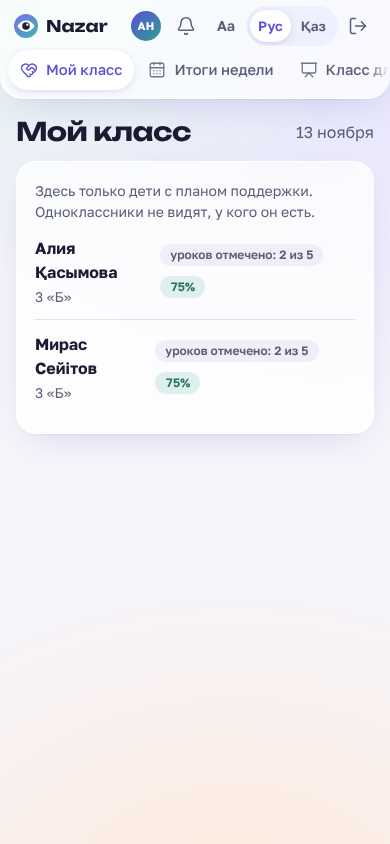 Nazar АН Aa Рус Қаз
Мой класс Итоги недели Класс дл
Мой класс 13 ноября
Здесь только дети с планом поддержки.
Одноклассники не видят, у кого он есть.
Алия
Қасымова
3 «Б»
уроков отмечено: 2 из 5
75%
Мирас
Сейітов
3 «Б»
уроков отмечено: 2 из 5
75%